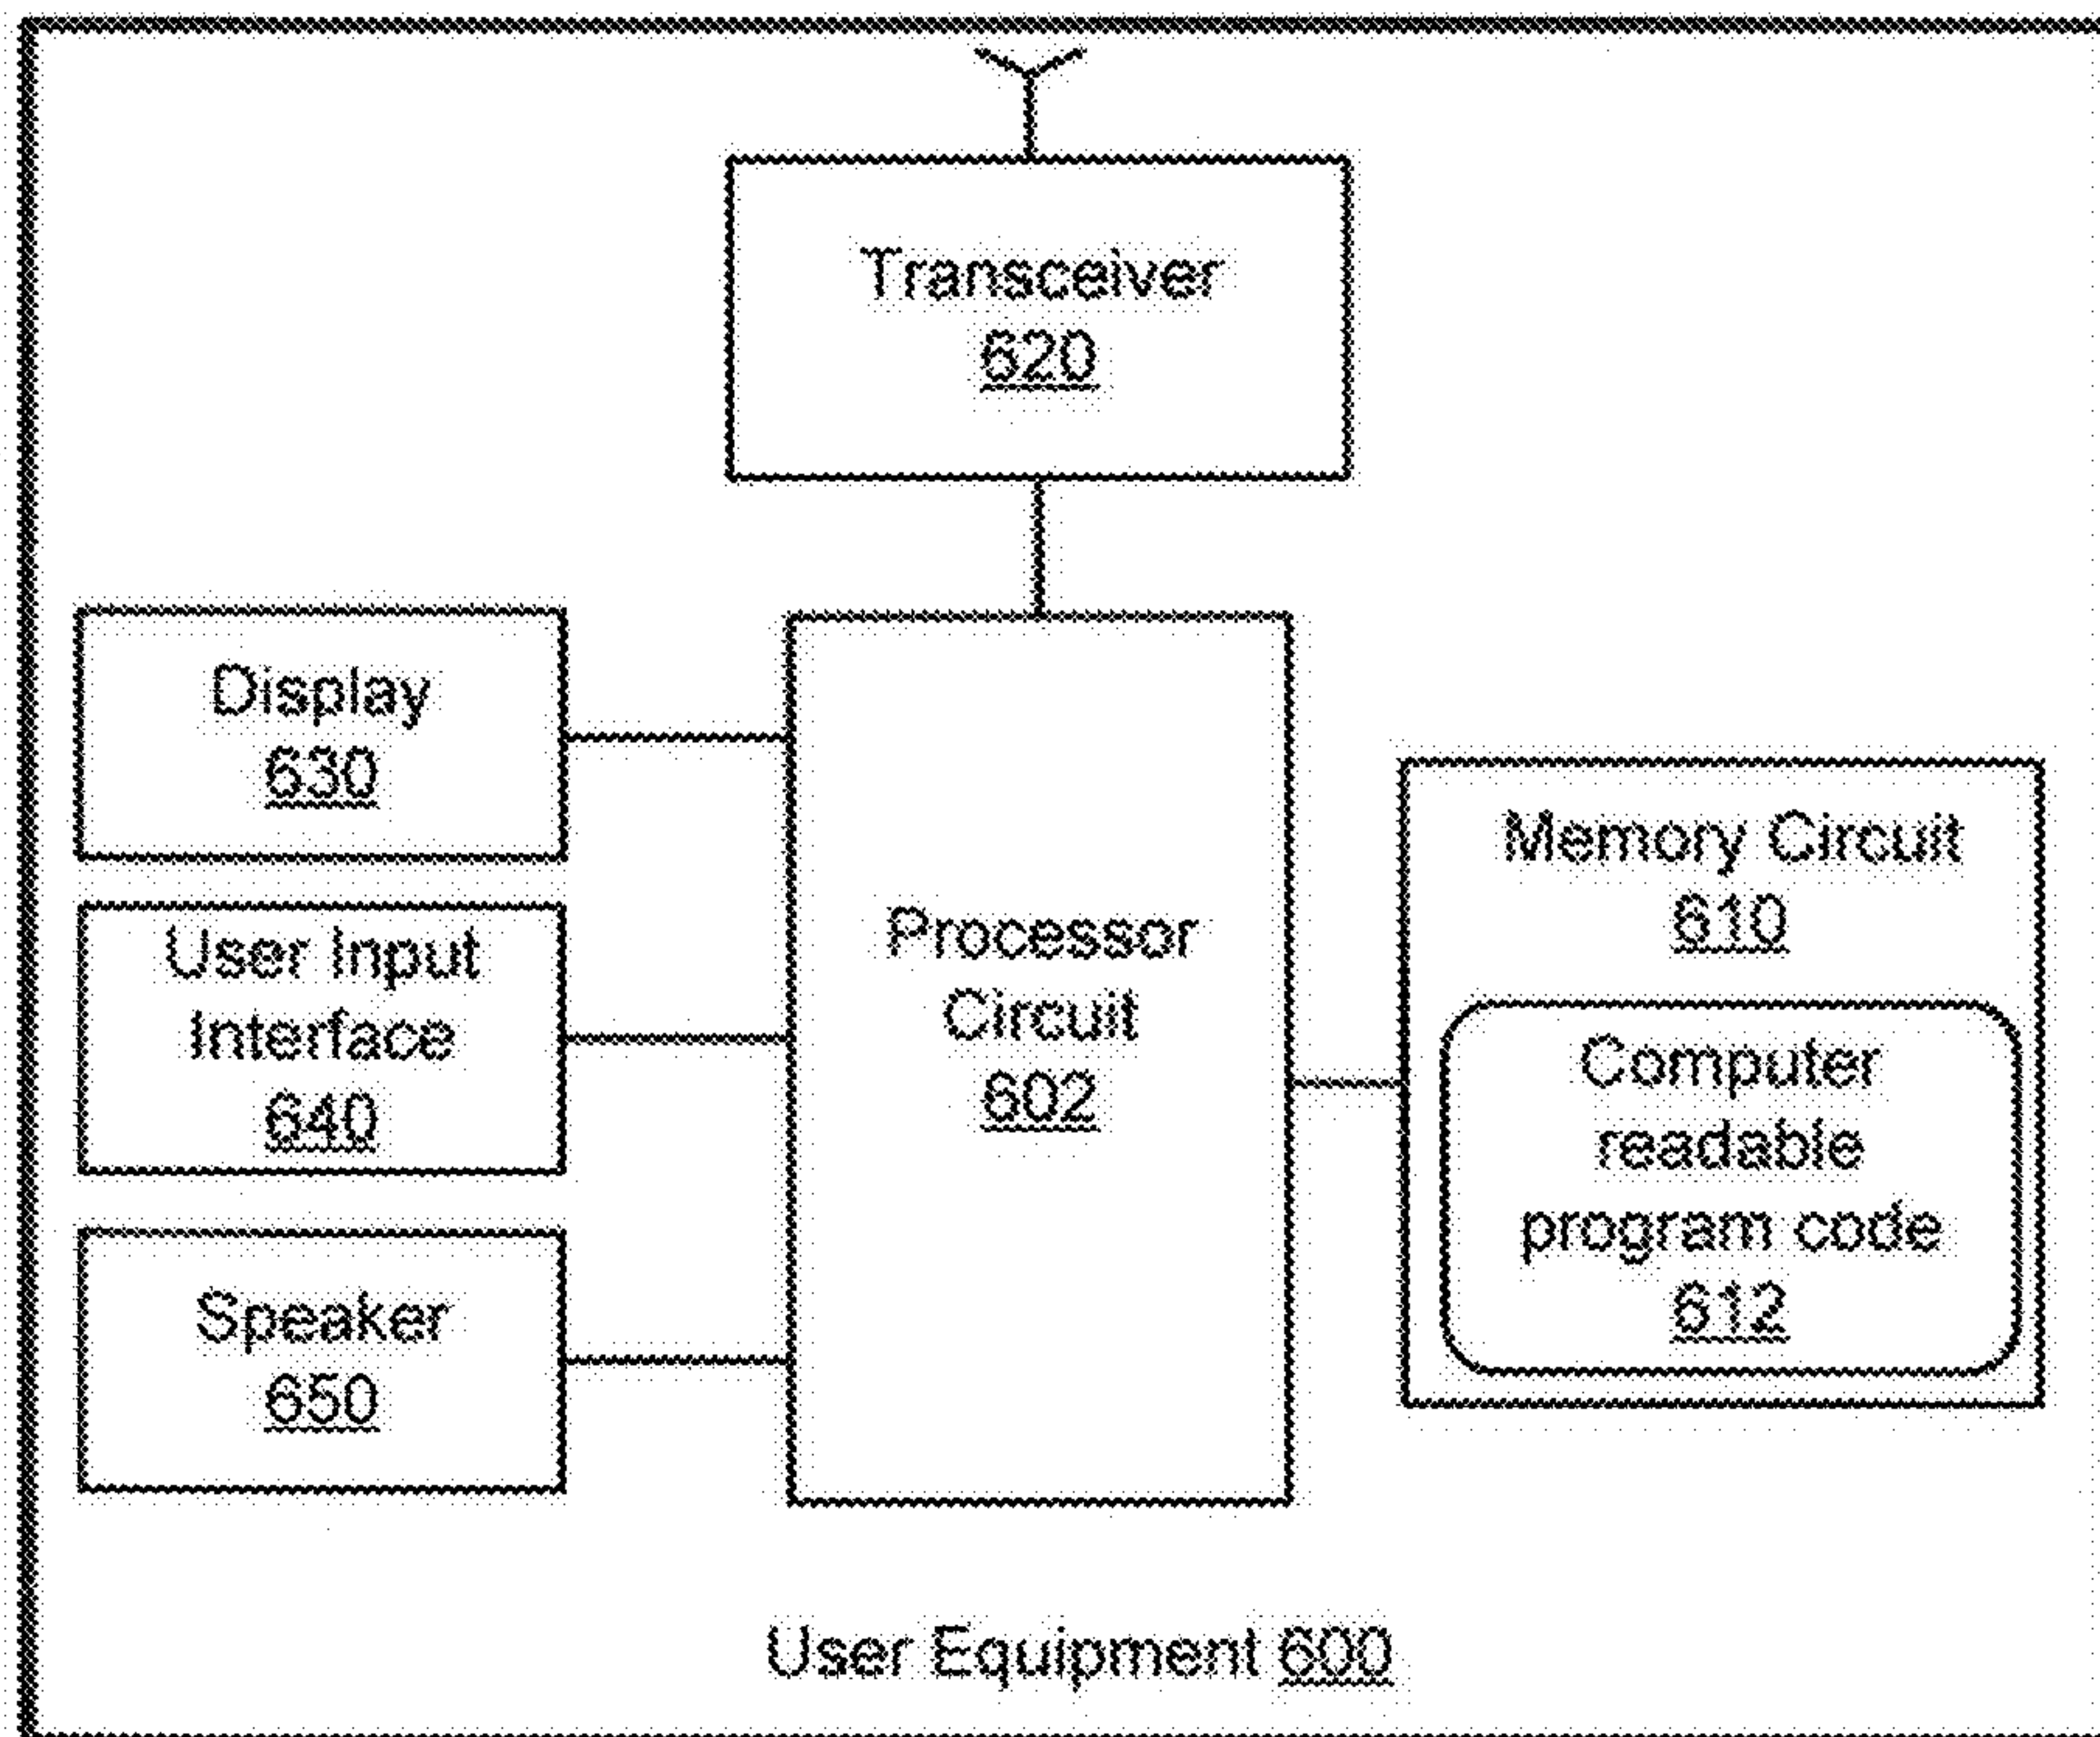 Transceiver
620
Display
630
User Input
Interface
640
Speaker
650
Processor
Circuit
602
Memory Circuit
610
Computer
readable
program code
612
User Equipment 600